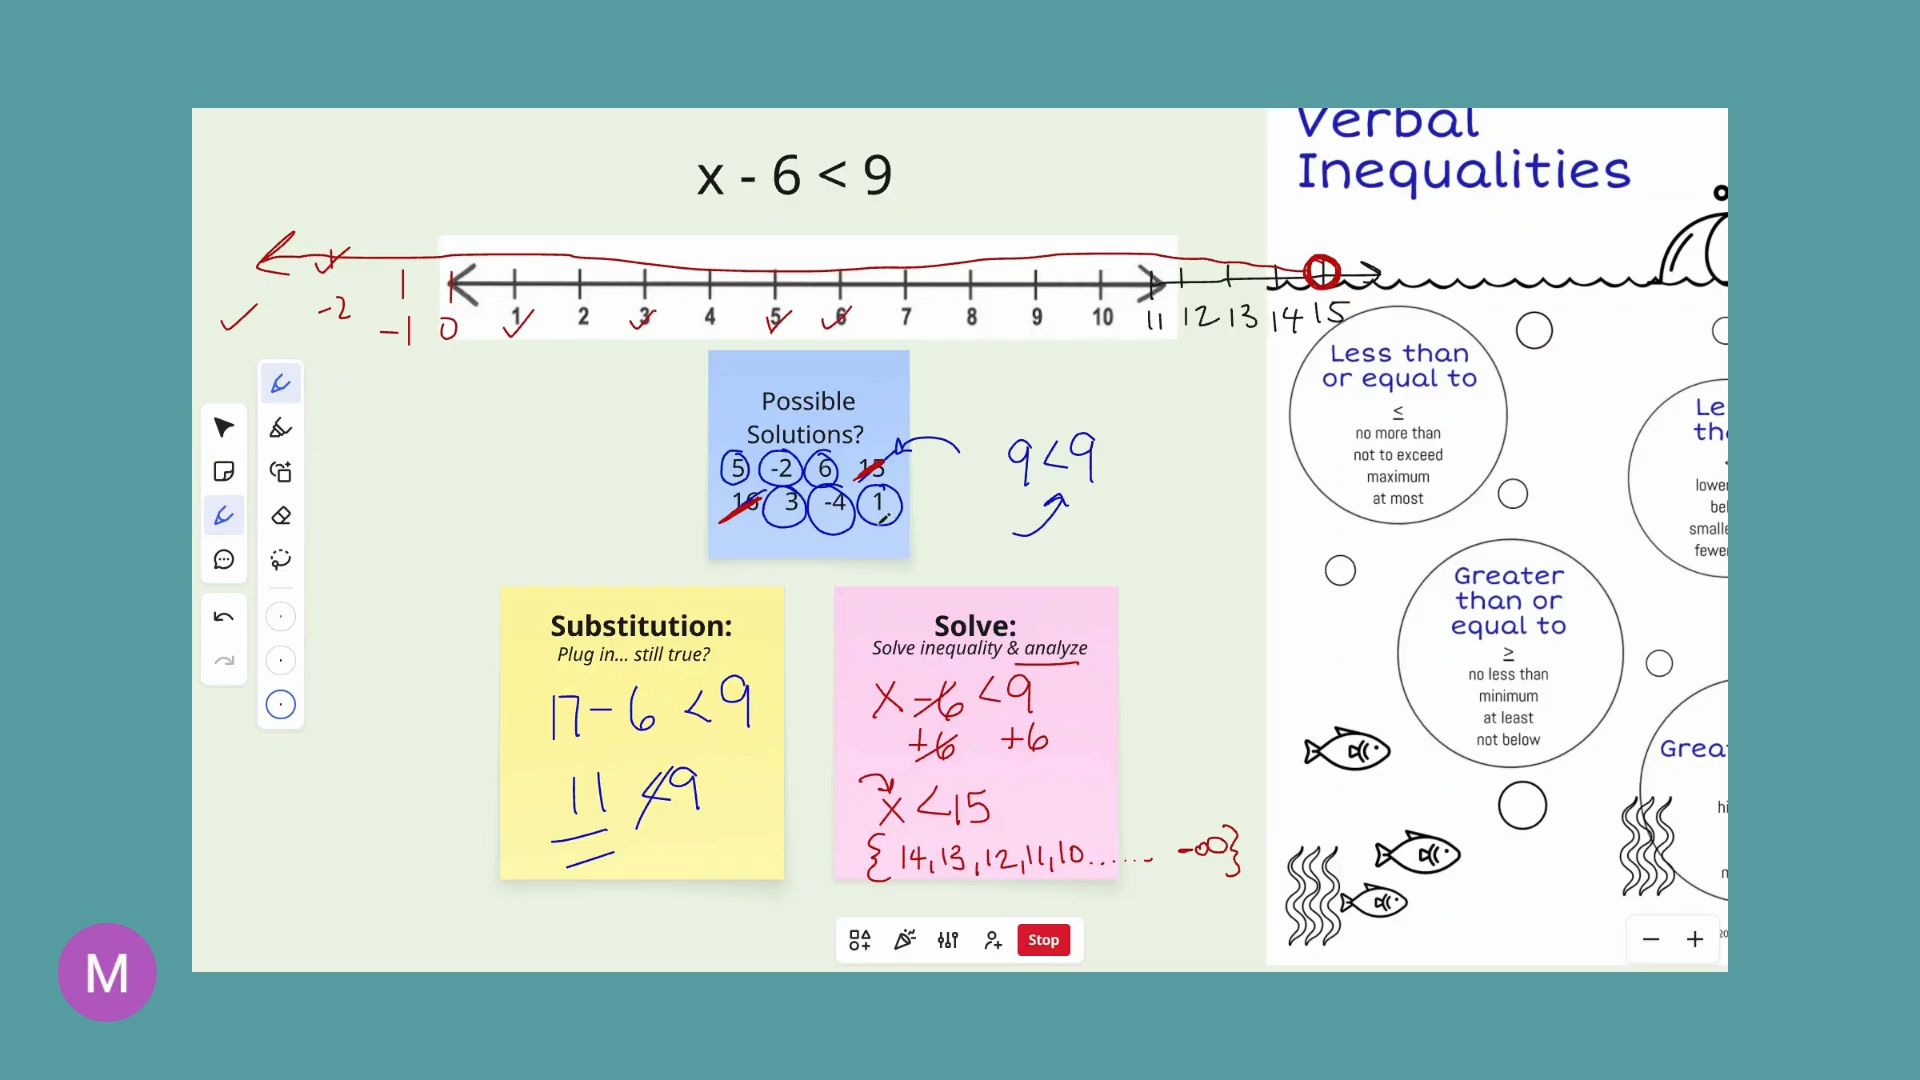 x - 6 < 9
-2 -1 0 1 2 3 4 5 6 7 8 9 10 11 12 13 14 15
Possible
Solutions?
5 -2 6 15
3 -4 1
9 < 9
Substitution:
Plug in... still true?
17 - 6 < 9
11 < 9
Solve:
Solve inequality & analyze
x - 6 < 9
+6 +6
x < 15
{14, 13, 12, 11, 10...... -∞}
Verbal
Inequalities
Less than
or equal to
≤
no more than
not to exceed
maximum
at most
Greater
than or
equal to
≥
no less than
minimum
at least
not below
Stop
M